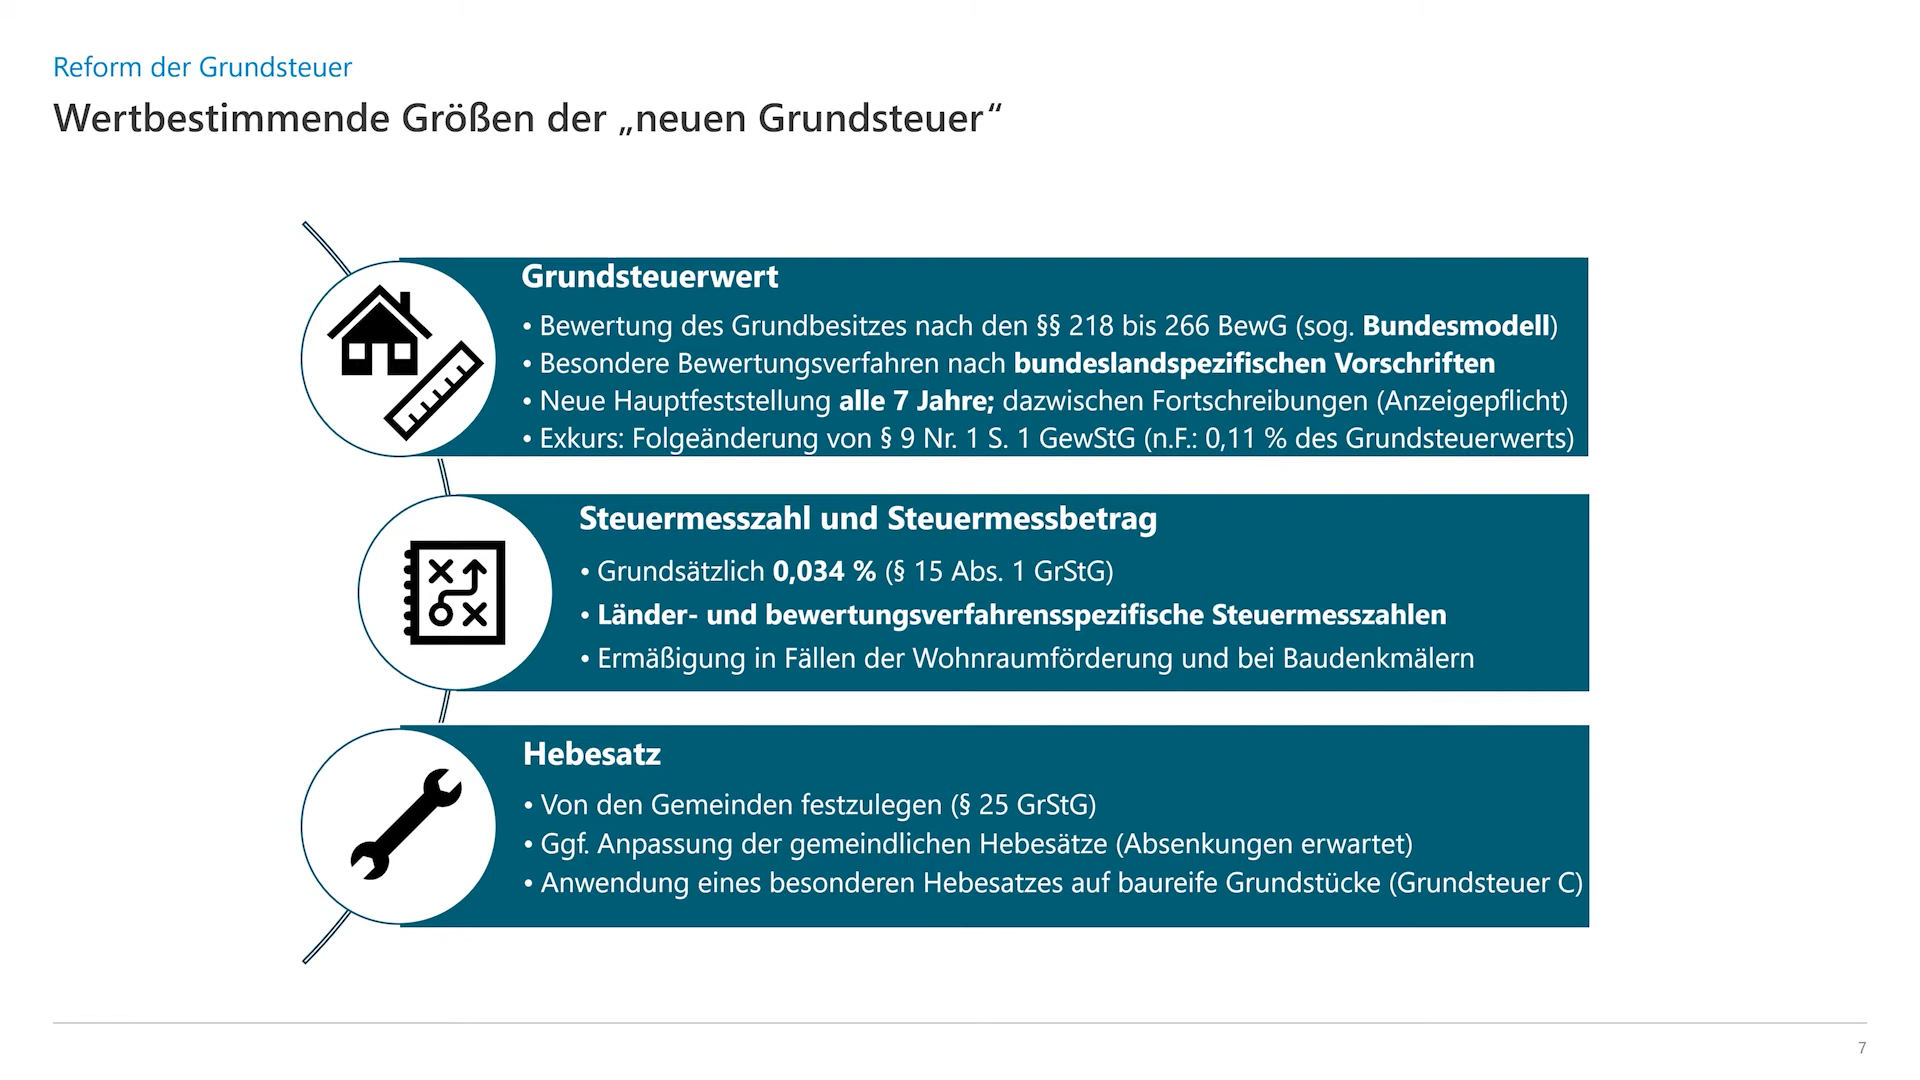 Reform der Grundsteuer
Wertbestimmende Größen der „neuen Grundsteuer“
Grundsteuerwert
• Bewertung des Grundbesitzes nach den §§ 218 bis 266 BewG (sog. Bundesmodell)
• Besondere Bewertungsverfahren nach bundeslandspezifischen Vorschriften
• Neue Hauptfeststellung alle 7 Jahre; dazwischen Fortschreibungen (Anzeigepflicht)
• Exkurs: Folgeänderung von § 9 Nr. 1 S. 1 GewStG (n.F.: 0,11 % des Grundsteuerwerts)
Steuermesszahl und Steuermessbetrag
• Grundsätzlich 0,034 % (§ 15 Abs. 1 GrStG)
• Länder- und bewertungsverfahrensspezifische Steuermesszahlen
• Ermäßigung in Fällen der Wohnraumförderung und bei Baudenkmälern
Hebesatz
• Von den Gemeinden festzulegen (§ 25 GrStG)
• Ggf. Anpassung der gemeindlichen Hebesätze (Absenkungen erwartet)
• Anwendung eines besonderen Hebesatzes auf baureife Grundstücke (Grundsteuer C)
7